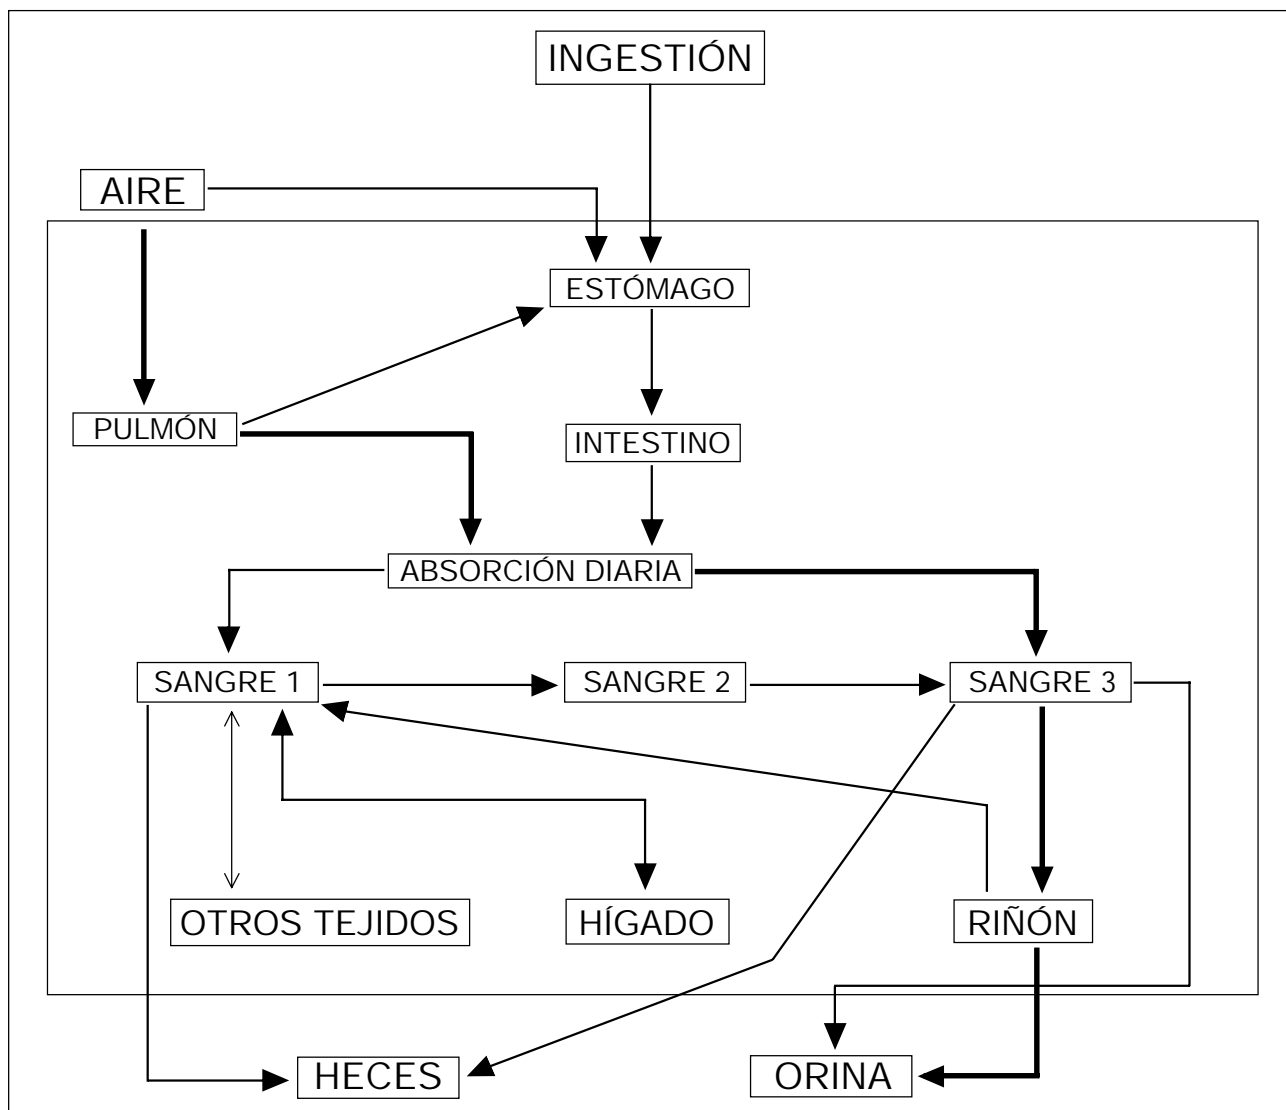 INGESTIÓN
AIRE
ESTÓMAGO
PULMÓN
INTESTINO
ABSORCIÓN DIARIA
SANGRE 1
SANGRE 2
SANGRE 3
OTROS TEJIDOS
HÍGADO
RIÑÓN
HECES
ORINA